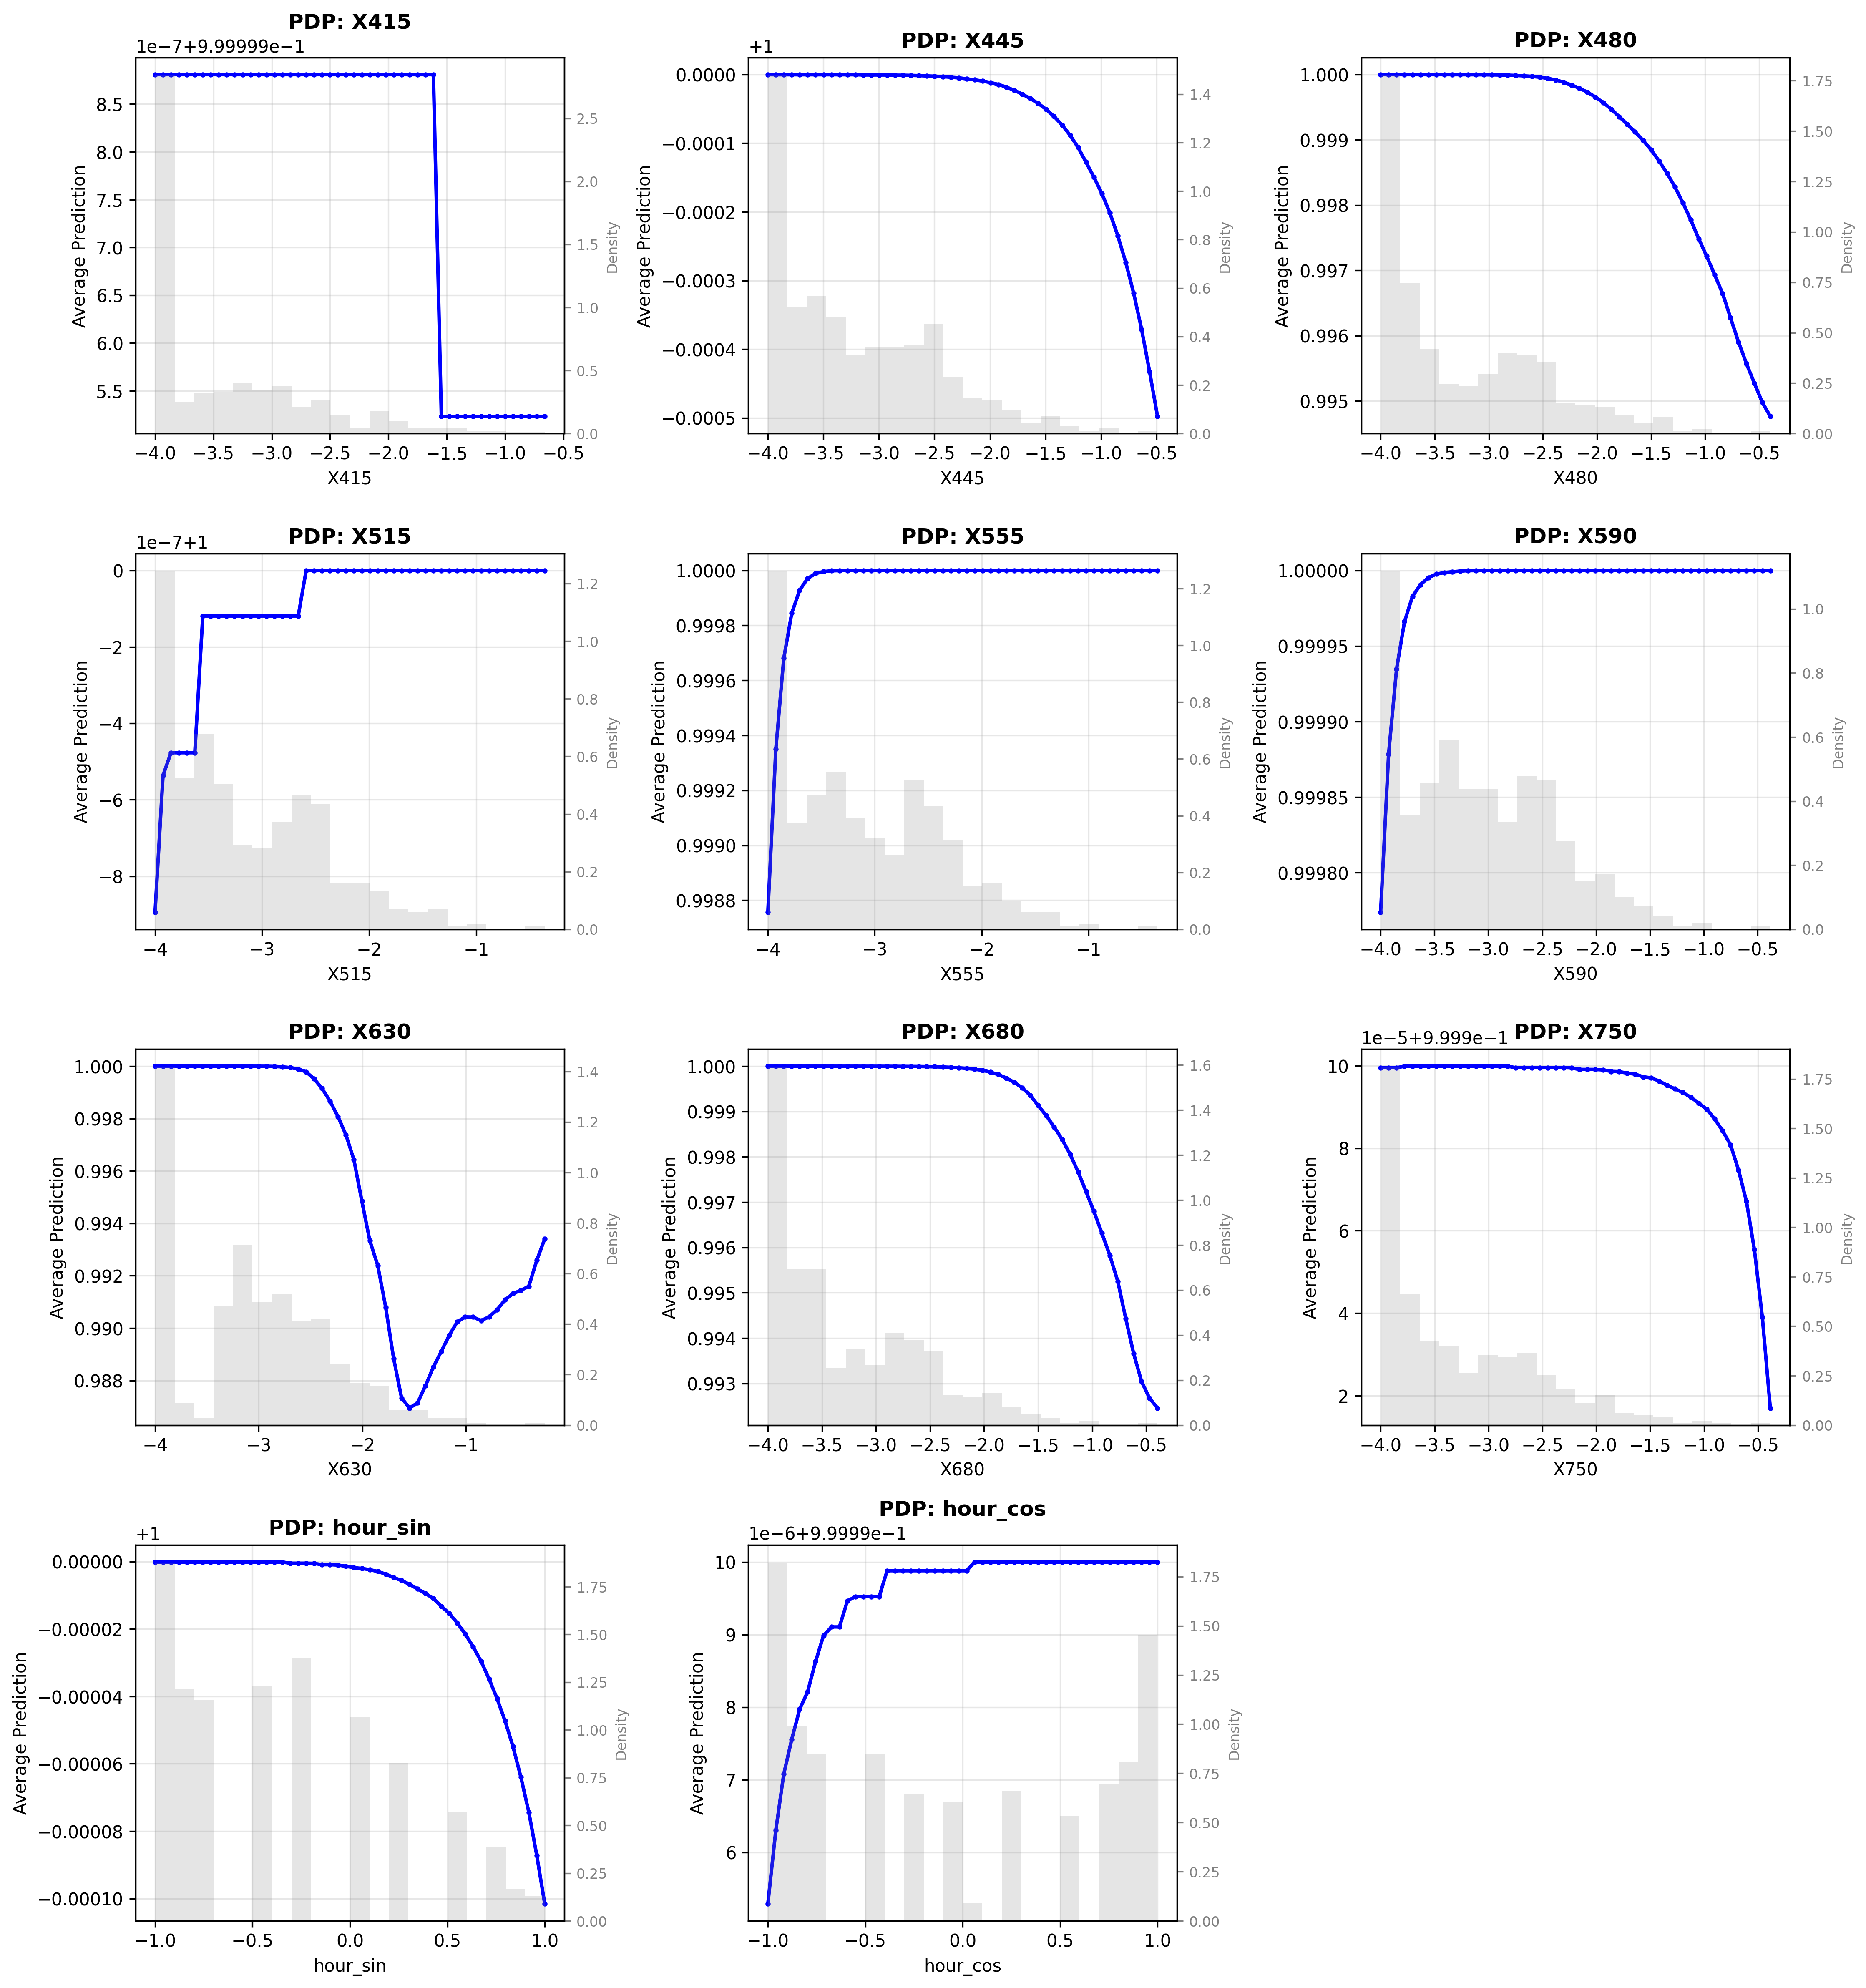 PDP: X415
1e−7+9.99999e−1
8.5
8.0
7.5
7.0
6.5
6.0
5.5
Average Prediction
2.5
2.0
1.5
1.0
0.5
0.0
Density
−4.0 −3.5 −3.0 −2.5 −2.0 −1.5 −1.0 −0.5
X415
PDP: X445
+1
0.0000
−0.0001
−0.0002
−0.0003
−0.0004
−0.0005
Average Prediction
1.4
1.2
1.0
0.8
0.6
0.4
0.2
0.0
Density
−4.0 −3.5 −3.0 −2.5 −2.0 −1.5 −1.0 −0.5
X445
PDP: X480
1.000
0.999
0.998
0.997
0.996
0.995
Average Prediction
1.75
1.50
1.25
1.00
0.75
0.50
0.25
0.00
Density
−4.0 −3.5 −3.0 −2.5 −2.0 −1.5 −1.0 −0.5
X480
PDP: X515
1e−7+1
0
−2
−4
−6
−8
Average Prediction
1.2
1.0
0.8
0.6
0.4
0.2
0.0
Density
−4 −3 −2 −1
X515
PDP: X555
1.0000
0.9998
0.9996
0.9994
0.9992
0.9990
0.9988
Average Prediction
1.2
1.0
0.8
0.6
0.4
0.2
0.0
Density
−4 −3 −2 −1
X555
PDP: X590
1.00000
0.99995
0.99990
0.99985
0.99980
Average Prediction
1.0
0.8
0.6
0.4
0.2
0.0
Density
−4.0 −3.5 −3.0 −2.5 −2.0 −1.5 −1.0 −0.5
X590
PDP: X630
1.000
0.998
0.996
0.994
0.992
0.990
0.988
Average Prediction
1.4
1.2
1.0
0.8
0.6
0.4
0.2
0.0
Density
−4 −3 −2 −1
X630
PDP: X680
1.000
0.999
0.998
0.997
0.996
0.995
0.994
0.993
Average Prediction
1.6
1.4
1.2
1.0
0.8
0.6
0.4
0.2
0.0
Density
−4.0 −3.5 −3.0 −2.5 −2.0 −1.5 −1.0 −0.5
X680
PDP: X750
1e−5+9.999e−1
10
8
6
4
2
Average Prediction
1.75
1.50
1.25
1.00
0.75
0.50
0.25
0.00
Density
−4.0 −3.5 −3.0 −2.5 −2.0 −1.5 −1.0 −0.5
X750
PDP: hour_sin
+1
0.00000
−0.00002
−0.00004
−0.00006
−0.00008
−0.00010
Average Prediction
1.75
1.50
1.25
1.00
0.75
0.50
0.25
0.00
Density
−1.0 −0.5 0.0 0.5 1.0
hour_sin
PDP: hour_cos
1e−6+9.9999e−1
10
9
8
7
6
Average Prediction
1.75
1.50
1.25
1.00
0.75
0.50
0.25
0.00
Density
−1.0 −0.5 0.0 0.5 1.0
hour_cos